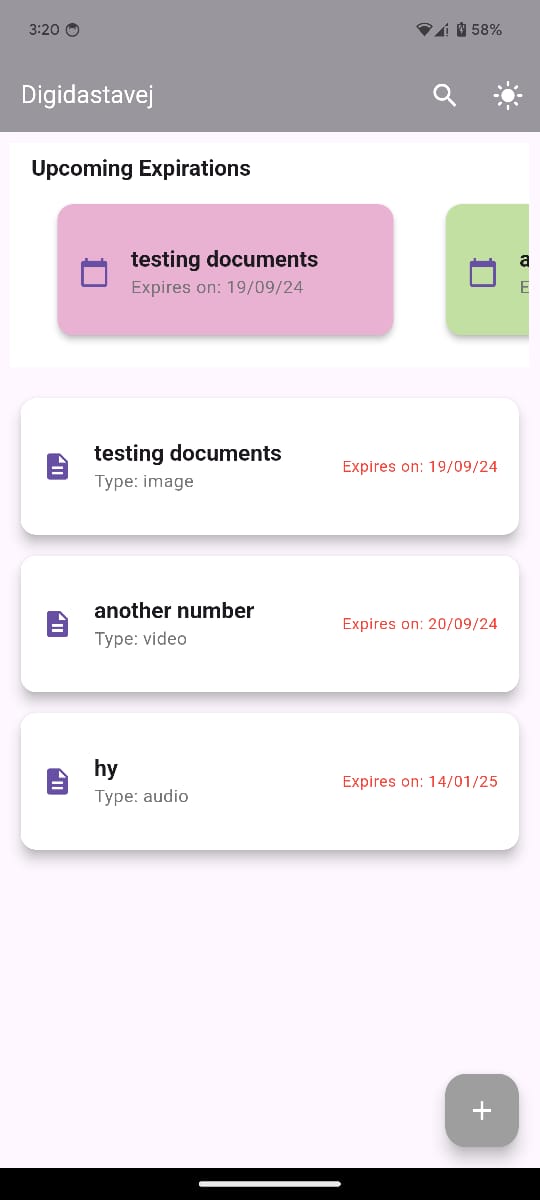 3:20
58%
Digidastavej
Upcoming Expirations
testing documents
Expires on: 19/09/24
a
E
testing documents
Type: image
Expires on: 19/09/24
another number
Type: video
Expires on: 20/09/24
hy
Type: audio
Expires on: 14/01/25